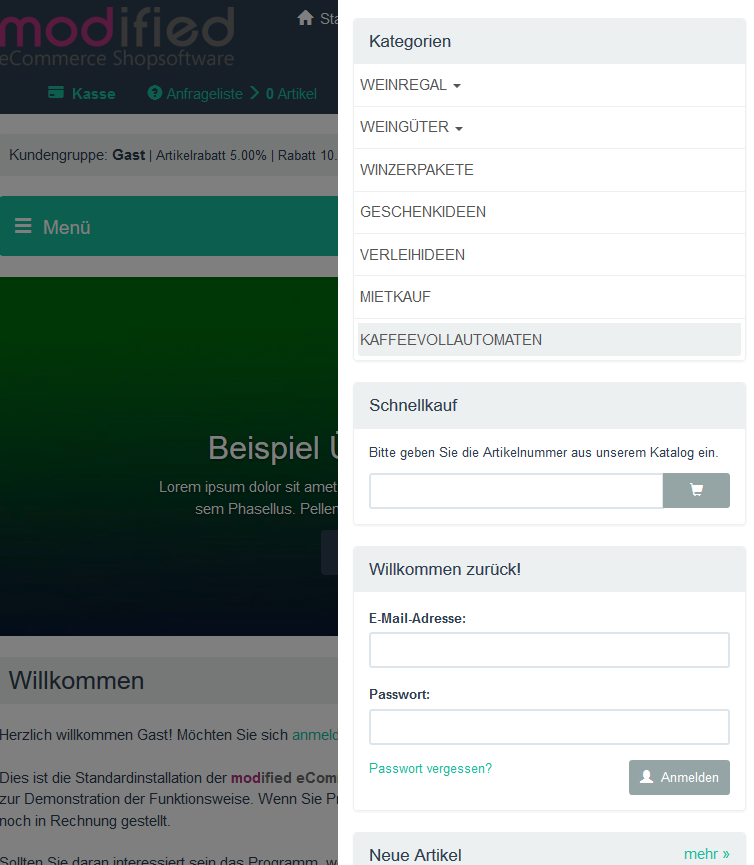 modified
eCommerce Shopsoftware
Kasse
Anfrageliste
0 Artikel
Kundengruppe: Gast | Artikelrabatt 5.00% | Rabatt 10.
Menü
Beispiel
Lorem ipsum dolor sit amet
sem Phasellus.
Willkommen
Herzlich willkommen Gast! Möchten Sie sich
Dies ist die Standardinstallation der modified
zur Demonstration der Funktionsweise. Wenn Sie
noch in Rechnung gestellt.
Sollten Sie daran interessiert sein das Programm,
Kategorien
WEINREGAL
WEINGÜTER
WINZERPAKETE
GESCHENKIDEEN
VERLEIHIDEEN
MIETKAUF
KAFFEEVOLLAUTOMATEN
Schnellkauf
Bitte geben Sie die Artikelnummer aus unserem Katalog ein.
Willkommen zurück!
E-Mail-Adresse:
Passwort:
Passwort vergessen?
Anmelden
Neue Artikel
mehr »